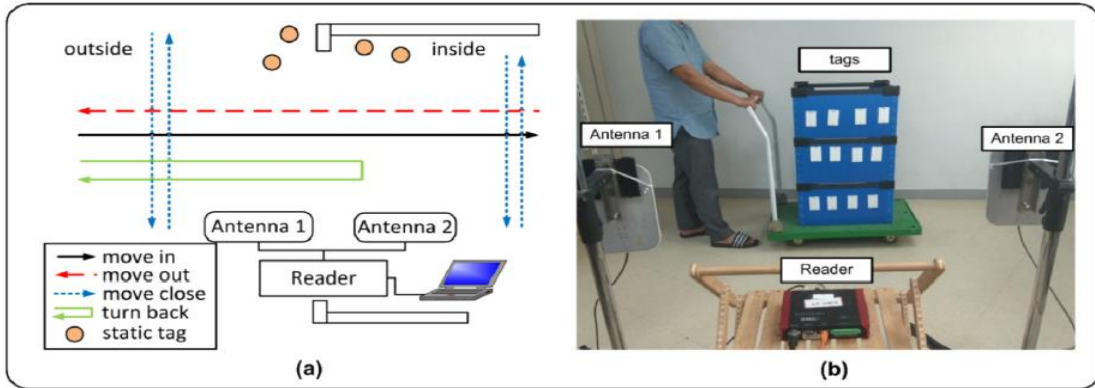 outside
inside
Antenna 1
Antenna 2
Reader
move in
move out
move close
turn back
static tag
(a)
tags
Antenna 1
Antenna 2
Reader
(b)